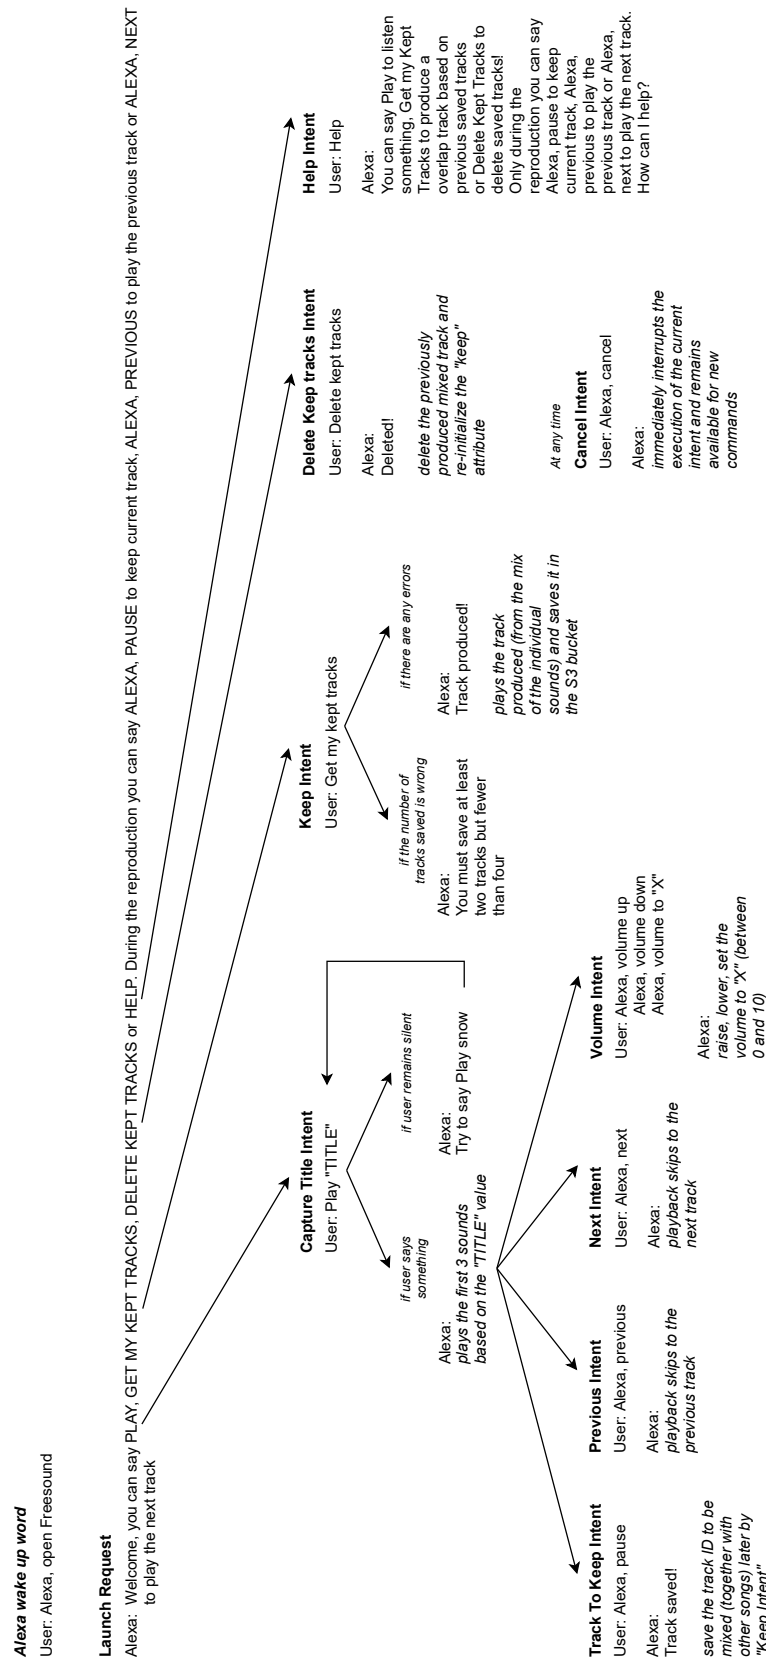 Alexa wake up word
User: Alexa, open Freesound
Launch Request
Alexa: Welcome, you can say PLAY, GET MY KEPT TRACKS, DELETE KEPT TRACKS or HELP. During the reproduction you can say ALEXA, PAUSE to keep current track, ALEXA, PREVIOUS to play the previous track or ALEXA, NEXT
to play the next track
Capture Title Intent
User: Play "TITLE"
if user says
something
Alexa:
plays the first 3 sounds
based on the "TITLE" value
if user remains silent
Alexa:
Try to say Play snow
Keep Intent
User: Get my kept tracks
if the number of
tracks saved is wrong
Alexa:
You must save at least
two tracks but fewer
than four
if there are any errors
Alexa:
Track produced!
plays the track
produced (from the mix
of the individual
sounds) and saves it in
the S3 bucket
Delete Keep tracks Intent
User: Delete kept tracks
Alexa:
Deleted!
delete the previously
produced mixed track and
re-initialize the "keep"
attribute
Help Intent
User: Help
Alexa:
You can say Play to listen
something, Get my Kept
Tracks to produce a
overlap track based on
previous saved tracks
or Delete Kept Tracks to
delete saved tracks!
Only during the
reproduction you can say
Alexa, pause to keep
current track, Alexa,
previous to play the
previous track or Alexa,
next to play the next track.
How can I help?
Track To Keep Intent
User: Alexa, pause
Alexa:
Track saved!
save the track ID to be
mixed (together with
other songs) later by
"Keep Intent"
Previous Intent
User: Alexa, previous
Alexa:
playback skips to the
previous track
Next Intent
User: Alexa, next
Alexa:
playback skips to the
next track
Volume Intent
User: Alexa, volume up
Alexa, volume down
Alexa, volume to "X"
Alexa:
raise, lower, set the
volume to "X" (between
0 and 10)
At any time
Cancel Intent
User: Alexa, cancel
Alexa:
immediately interrupts the
execution of the current
intent and remains
available for new
commands